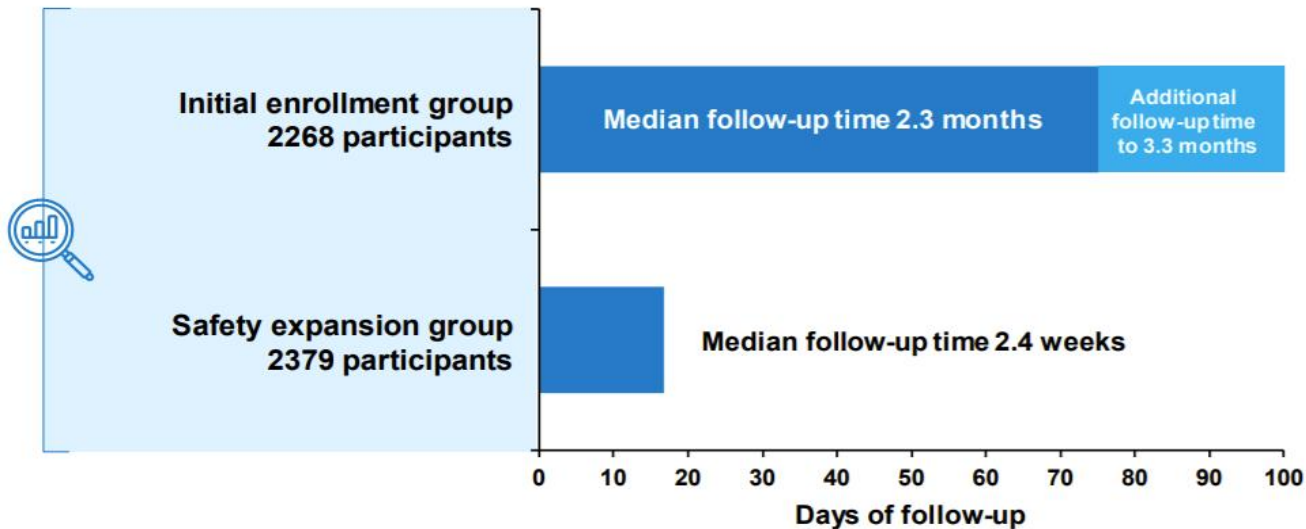 Initial enrollment group
2268 participants
Median follow-up time 2.3 months
Additional
follow-up time
to 3.3 months
Safety expansion group
2379 participants
Median follow-up time 2.4 weeks
0 10 20 30 40 50 60 70 80 90 100
Days of follow-up